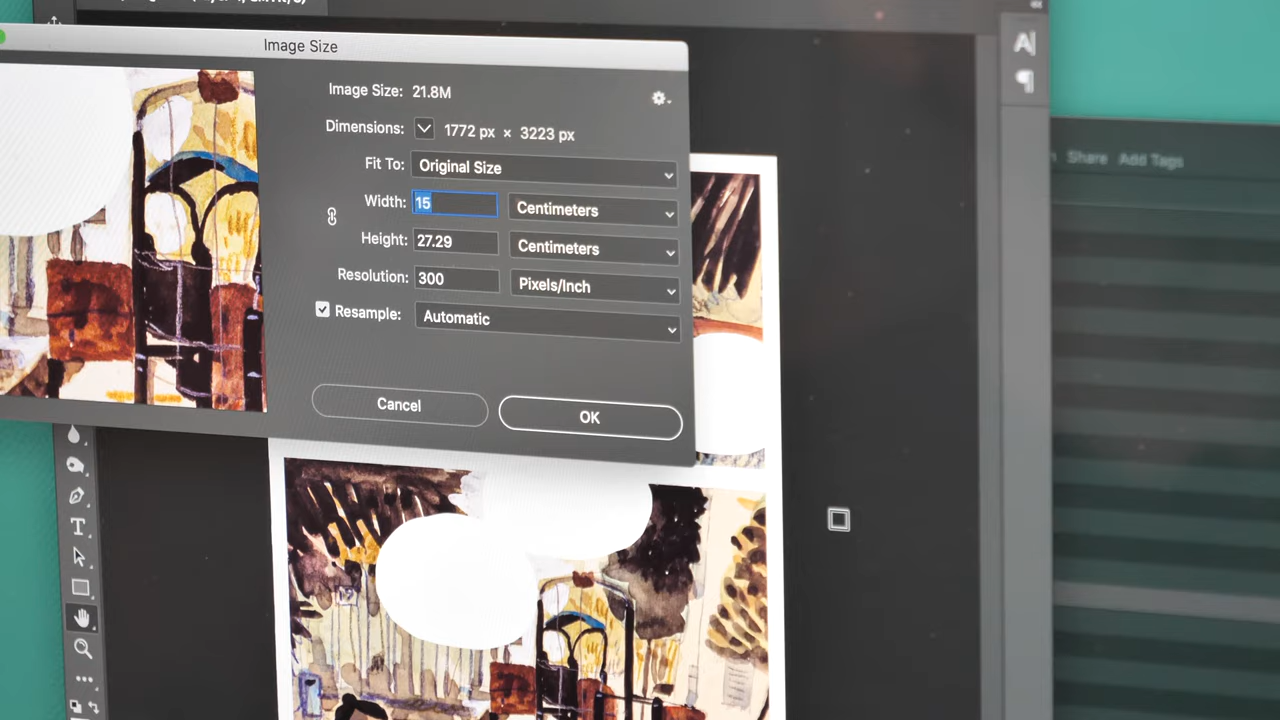 Image Size
Image Size: 21.8M
Dimensions: 1772 px × 3223 px
Fit To: Original Size
Width: 15 Centimeters
Height: 27.29 Centimeters
Resolution: 300 Pixels/Inch
Resample: Automatic
Cancel OK
A
¶
Share Add Tags
T